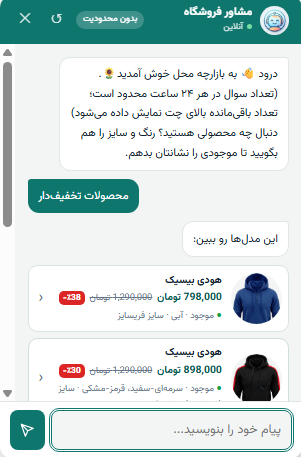 مشاور فروشگاه
آنلاین
بدون محدودیت
درود 👋 به بازارچه محل خوش آمدید 🌻.
(تعداد سوال در هر ۲۴ ساعت محدود است؛
تعداد باقی‌مانده بالای چت نمایش داده می‌شود)
دنبال چه محصولی هستید؟ رنگ و سایز را هم
بگویید تا موجودی را نشانتان بدهم.
محصولات تخفیف‌دار
این مدل‌ها رو ببین:
هودی بیسیک
798,000 تومان 1,290,000 تومان ‎-٪38
موجود · آبی · سایز فریسایز
هودی بیسیک
898,000 تومان 1,290,000 تومان ‎-٪30
موجود · سرمه‌ای-سفید، قرمز-مشکی · سایز
پیام خود را بنویسید...